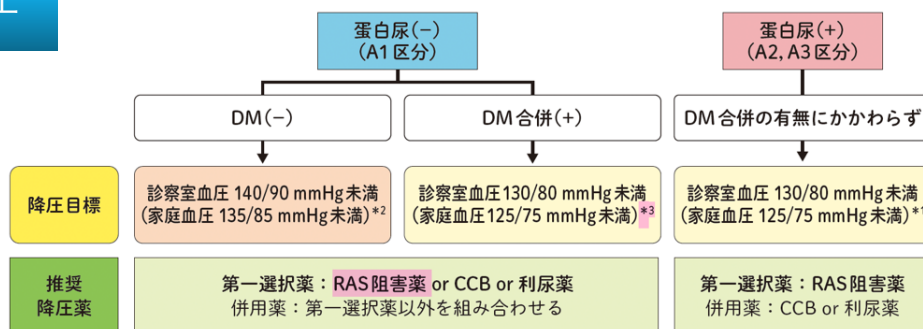 上
蛋白尿(−)
(A1区分)
蛋白尿(+)
(A2, A3区分)
DM(−)
DM合併(+)
DM合併の有無にかかわらず
降圧目標
診察室血圧 140/90 mmHg未満
(家庭血圧 135/85 mmHg未満)*2
診察室血圧130/80 mmHg未満
(家庭血圧125/75 mmHg未満)*3
診察室血圧 130/80 mmHg未満
(家庭血圧 125/75 mmHg未満)*
推奨
降圧薬
第一選択薬：RAS阻害薬 or CCB or 利尿薬
併用薬：第一選択薬以外を組み合わせる
第一選択薬：RAS阻害薬
併用薬：CCB or 利尿薬